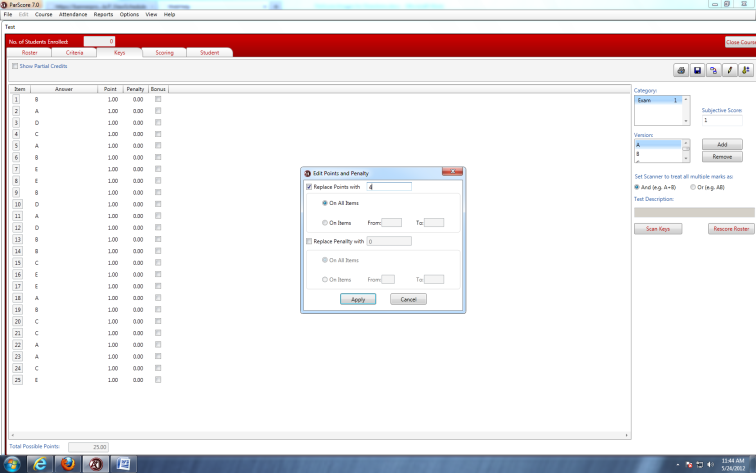 ParScore 7.0
File Edit Course Attendance Reports Options View Help
Test
No. of Students Enrolled: 0
Close Course
Roster Criteria Keys Scoring Student
Show Partial Credits
Item Answer Point Penalty Bonus
1 B 1.00 0.00
2 A 1.00 0.00
3 D 1.00 0.00
4 C 1.00 0.00
5 A 1.00 0.00
6 B 1.00 0.00
7 E 1.00 0.00
8 E 1.00 0.00
9 B 1.00 0.00
10 D 1.00 0.00
11 A 1.00 0.00
12 D 1.00 0.00
13 B 1.00 0.00
14 B 1.00 0.00
15 C 1.00 0.00
16 E 1.00 0.00
17 E 1.00 0.00
18 A 1.00 0.00
19 B 1.00 0.00
20 C 1.00 0.00
21 C 1.00 0.00
22 A 1.00 0.00
23 A 1.00 0.00
24 C 1.00 0.00
25 E 1.00 0.00
Total Possible Points: 25.00
Edit Points and Penalty
Replace Points with 4
On All Items
On Items From: To:
Replace Penality with 0
On All Items
On Items From: To:
Apply Cancel
Category:
Exam 1
Subjective Score:
1
Version:
A
B
Add
Remove
Set Scanner to treat all multiple marks as:
And (e.g. A+B) Or (e.g. AB)
Test Description:
Scan Keys Rescore Roster
11:44 AM
5/24/2012